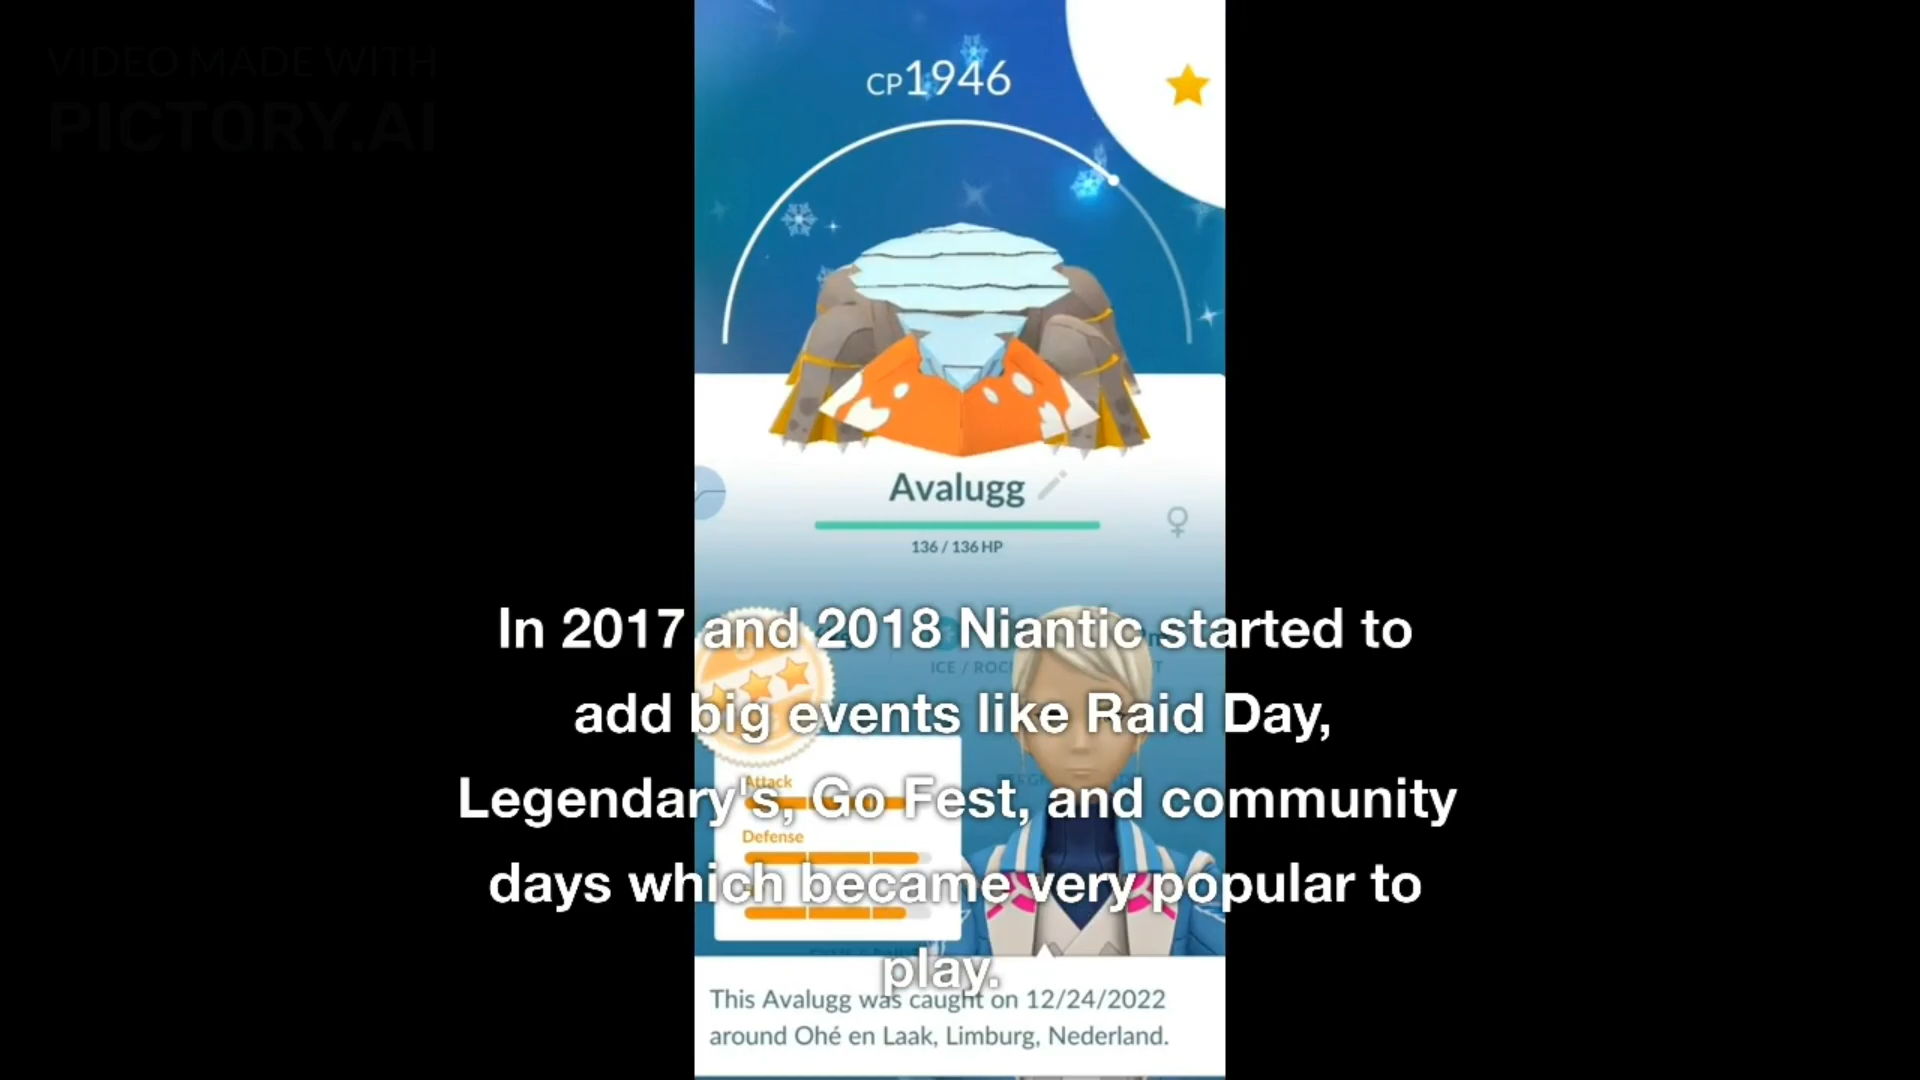 VIDEO MADE WITH
PICTORY.AI
CP1946
Avalugg
136 / 136 HP
In 2017 and 2018 Niantic started to
ICE /
add big events like Raid Day,
Attack
Legendary's, Go Fest, and community
Defense
days which became very popular to
play.
This Avalugg was caught on 12/24/2022
around Ohé en Laak, Limburg, Nederland.